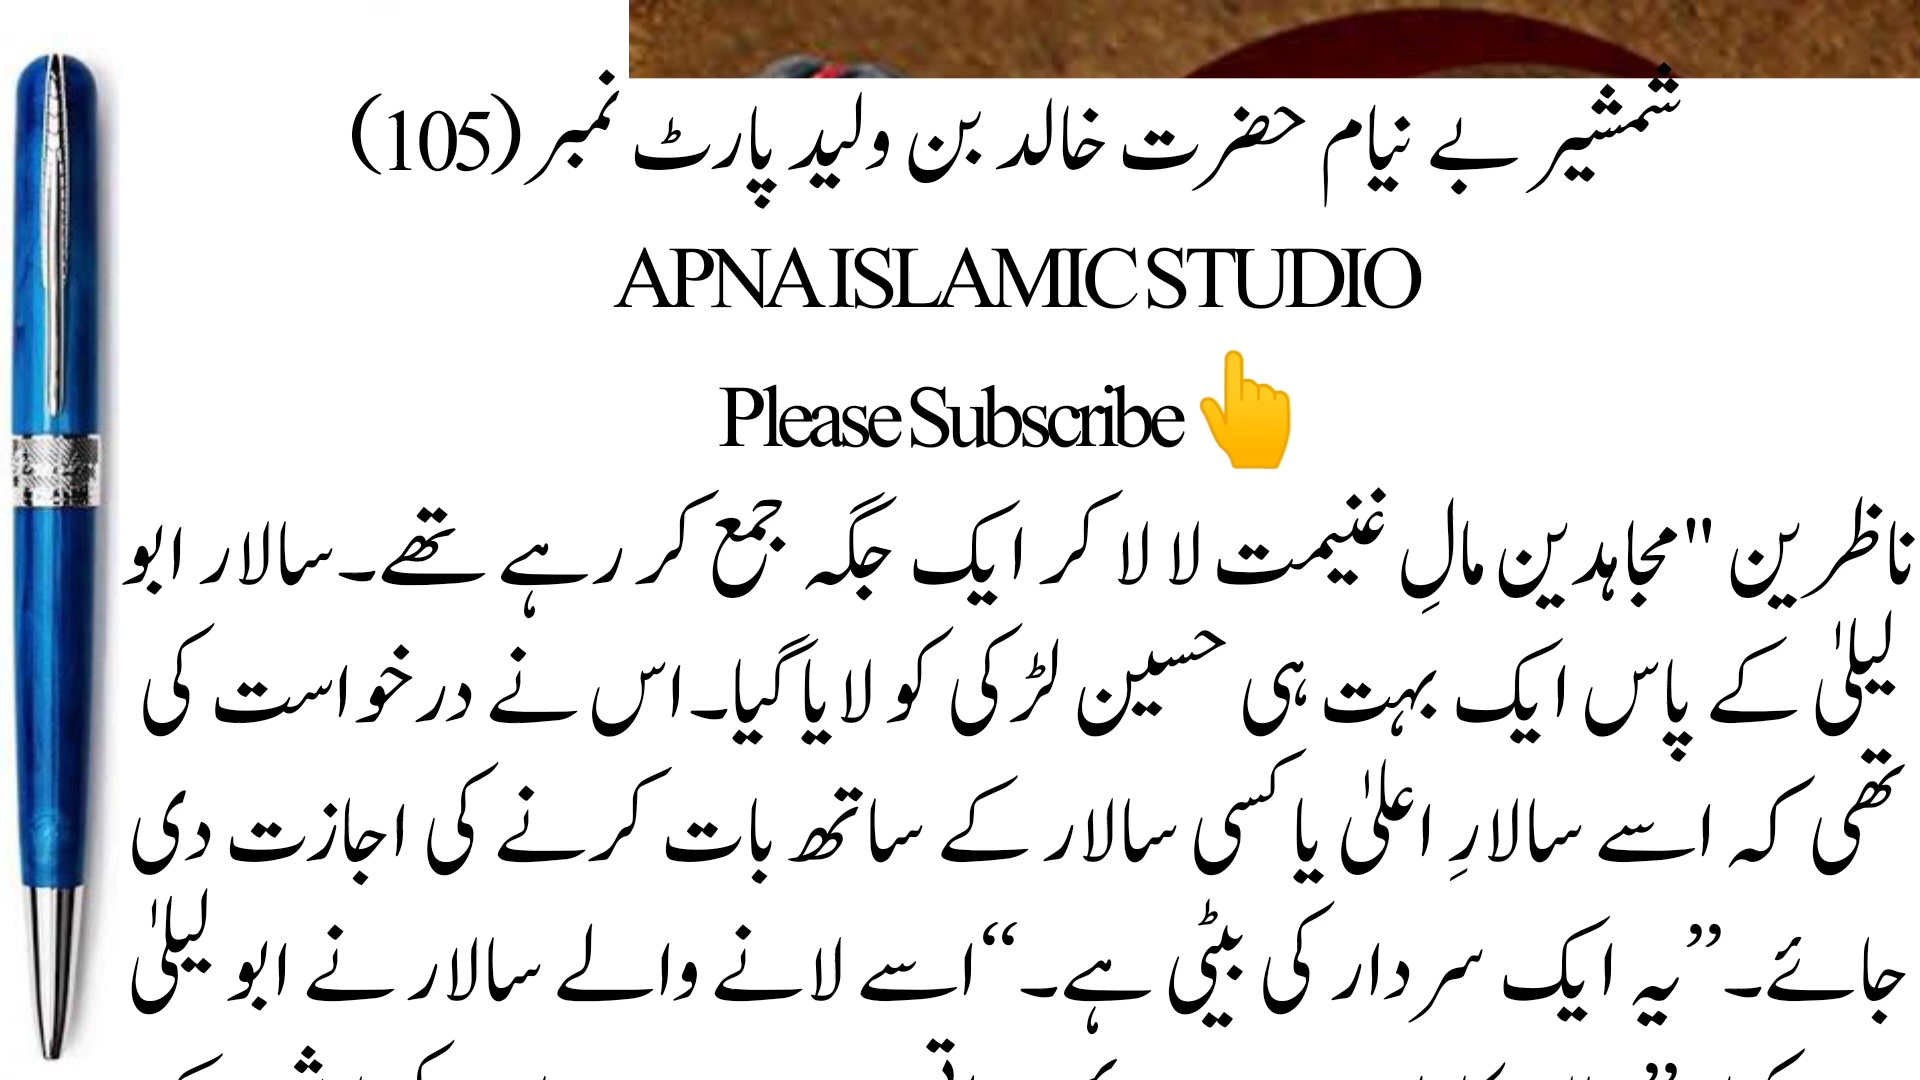 شمشیر بے نیام حضرت خالد بن ولید پارٹ نمبر (105)
APNA ISLAMIC STUDIO
Please Subscribe 👆
ناظرین "مجاہدین مالِ غنیمت لا لا کر ایک جگہ جمع کر رہے تھے۔سالار ابو
لیلیٰ کے پاس ایک بہت ہی حسین لڑکی کو لایا گیا۔اس نے درخواست کی
تھی کہ اسے سالارِ اعلیٰ یا کسی سالار کے ساتھ بات کرنے کی اجازت دی
جائے۔’’یہ ایک سردار کی بیٹی ہے۔‘‘اسے لانے والے سالار نے ابو لیلیٰ